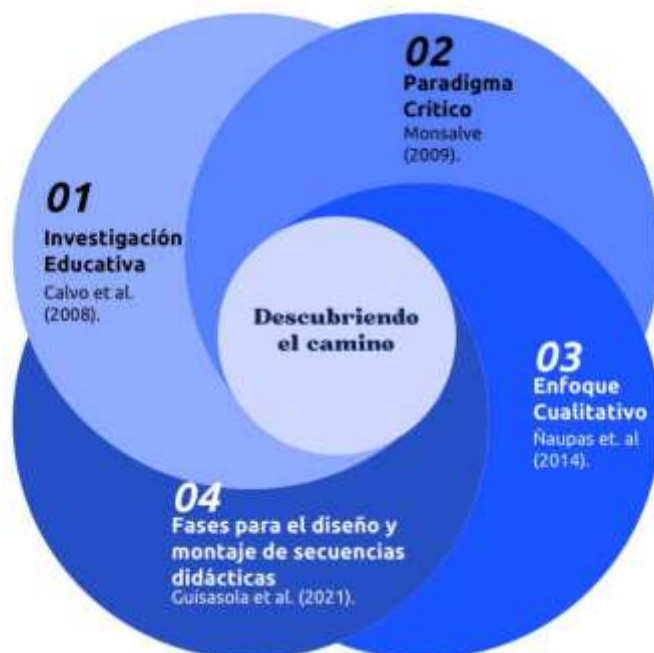 01
Investigación
Educativa
Calvo et al.
(2008).
02
Paradigma
Crítico
Monsalve
(2009).
Descubriendo
el camino
03
Enfoque
Cualitativo
Ñaupas et. al
(2014).
04
Fases para el diseño y
montaje de secuencias
didácticas
Guisasola et al. (2021).